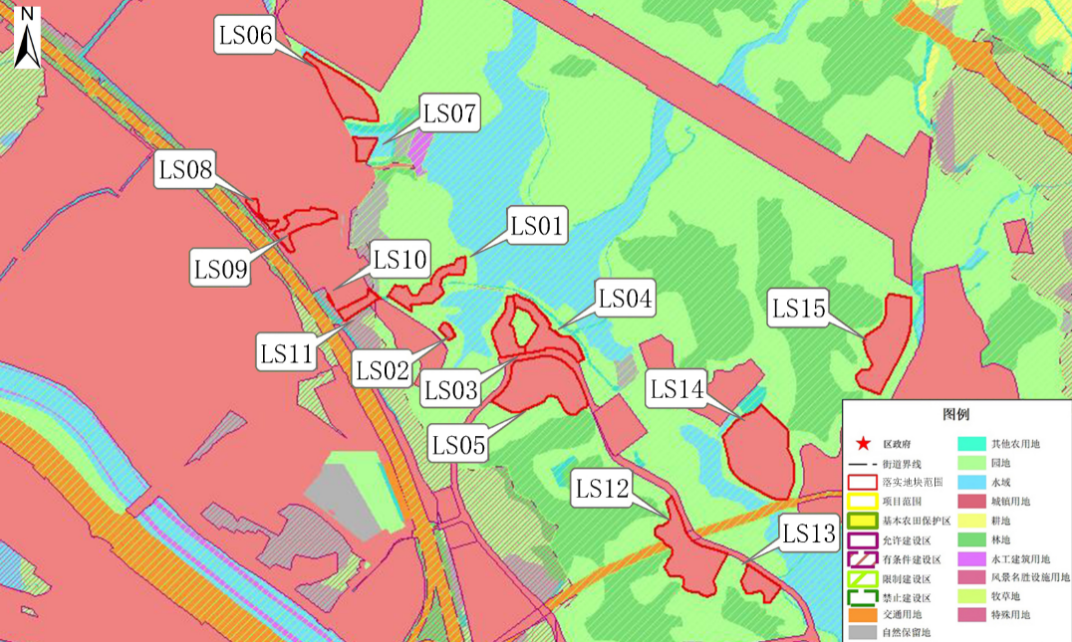 N
LS06
LS07
LS08
LS01
LS09
LS10
LS04
LS15
LS11
LS02
LS03
LS14
LS05
LS12
LS13
图例
区政府
街道界线
落实地块范围
项目范围
基本农田保护区
允许建设区
有条件建设区
限制建设区
禁止建设区
交通用地
自然保留地
其他农用地
园地
水域
城镇用地
耕地
林地
水工建筑用地
风景名胜设施用地
牧草地
特殊用地